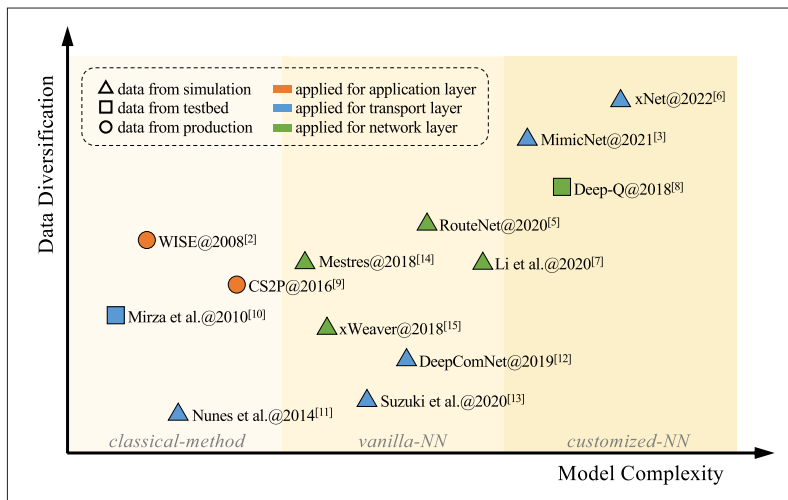 data from simulation applied for application layer
data from testbed applied for transport layer
data from production applied for network layer
xNet@2022[6]
MimicNet@2021[3]
Deep-Q@2018[8]
RouteNet@2020[5]
WISE@2008[2]
Mestres@2018[14]
Li et al.@2020[7]
CS2P@2016[9]
Mirza et al.@2010[10]
xWeaver@2018[15]
DeepComNet@2019[12]
Suzuki et al.@2020[13]
Nunes et al.@2014[11]
classical-method vanilla-NN customized-NN
Data Diversification
Model Complexity